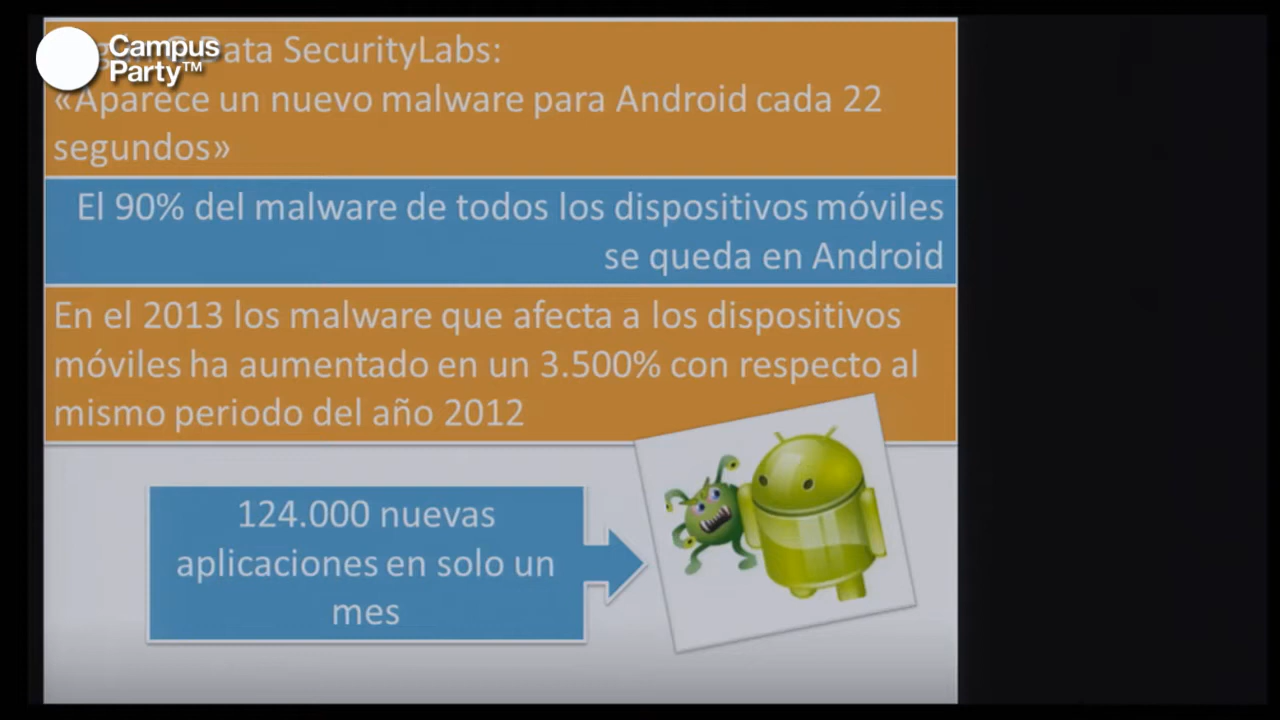 Campus
Party™
Data SecurityLabs:
«Aparece un nuevo malware para Android cada 22
segundos»
El 90% del malware de todos los dispositivos móviles
se queda en Android
En el 2013 los malware que afecta a los dispositivos
móviles ha aumentado en un 3.500% con respecto al
mismo periodo del año 2012
124.000 nuevas
aplicaciones en solo un
mes